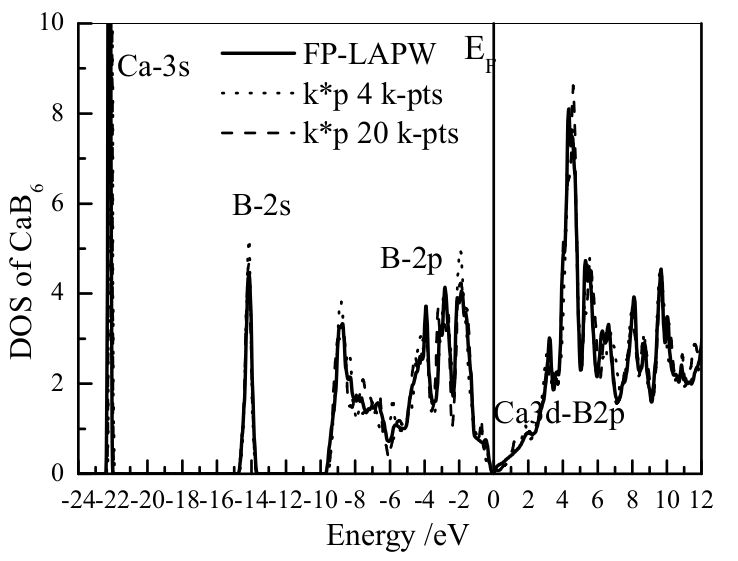 10
8
6
4
2
0
DOS of CaB6
Ca-3s
FP-LAPW
k*p 4 k-pts
k*p 20 k-pts
EF
B-2s
B-2p
Ca3d-B2p
-24-22-20-18-16-14-12-10 -8 -6 -4 -2 0 2 4 6 8 10 12
Energy /eV